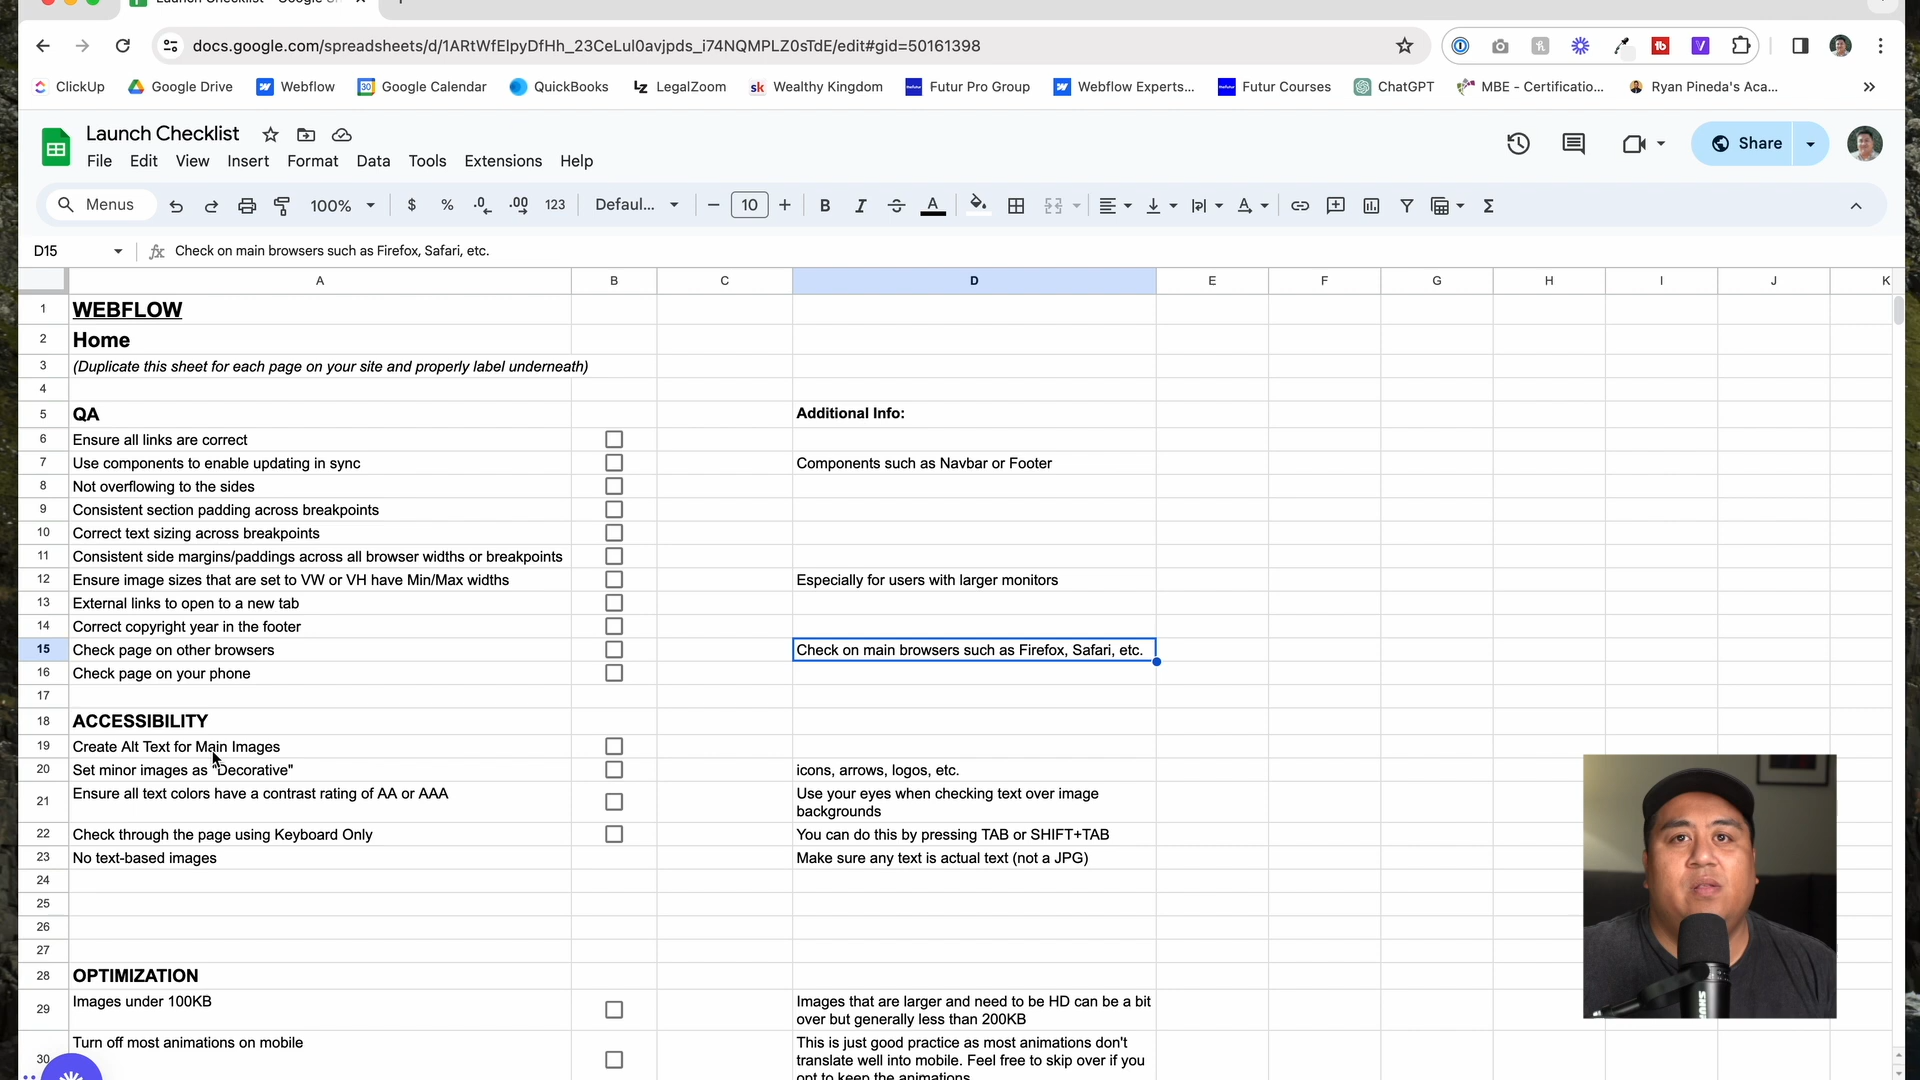 Launch Checklist - Google Sh
docs.google.com/spreadsheets/d/1ARtWfElpyDfHh_23CeLul0avjpds_i74NQMPLZ0sTdE/edit#gid=50161398
ClickUp Google Drive Webflow Google Calendar QuickBooks LegalZoom Wealthy Kingdom Futur Pro Group Webflow Experts... Futur Courses ChatGPT MBE - Certificatio... Ryan Pineda's Aca...
Launch Checklist
File Edit View Insert Format Data Tools Extensions Help
Share
Menus 100% $ % .0 .00 123 Defaul... 10 B I
D15 fx Check on main browsers such as Firefox, Safari, etc.
A B C D E F G H I J K
1 WEBFLOW
2 Home
3 (Duplicate this sheet for each page on your site and properly label underneath)
4
5 QA Additional Info:
6 Ensure all links are correct
7 Use components to enable updating in sync Components such as Navbar or Footer
8 Not overflowing to the sides
9 Consistent section padding across breakpoints
10 Correct text sizing across breakpoints
11 Consistent side margins/paddings across all browser widths or breakpoints
12 Ensure image sizes that are set to VW or VH have Min/Max widths Especially for users with larger monitors
13 External links to open to a new tab
14 Correct copyright year in the footer
15 Check page on other browsers Check on main browsers such as Firefox, Safari, etc.
16 Check page on your phone
17
18 ACCESSIBILITY
19 Create Alt Text for Main Images
20 Set minor images as "Decorative" icons, arrows, logos, etc.
21 Ensure all text colors have a contrast rating of AA or AAA Use your eyes when checking text over image
backgrounds
22 Check through the page using Keyboard Only You can do this by pressing TAB or SHIFT+TAB
23 No text-based images Make sure any text is actual text (not a JPG)
24
25
26
27
28 OPTIMIZATION
29 Images under 100KB Images that are larger and need to be HD can be a bit
over but generally less than 200KB
30 Turn off most animations on mobile This is just good practice as most animations don't
translate well into mobile. Feel free to skip over if you
opt to keep the animations